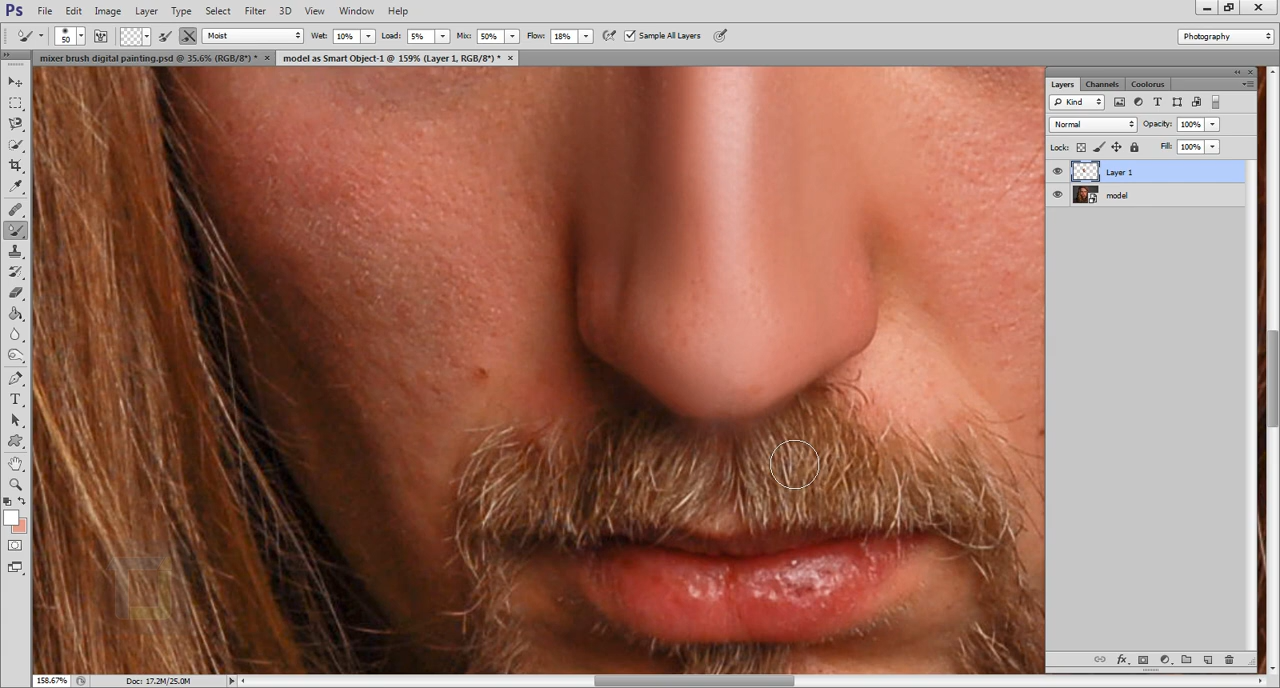 Ps File Edit Image Layer Type Select Filter 3D View Window Help
50 Moist Wet: 10% Load: 5% Mix: 50% Flow: 18% Sample All Layers Photography
mixer brush digital painting.psd @ 35.6% (RGB/8*) * × model as Smart Object-1 @ 159% (Layer 1, RGB/8*) * ×
Layers Channels Coolorus
Kind
Normal Opacity: 100%
Lock: Fill: 100%
Layer 1
model
fx
158.67% Doc: 17.2M/25.0M